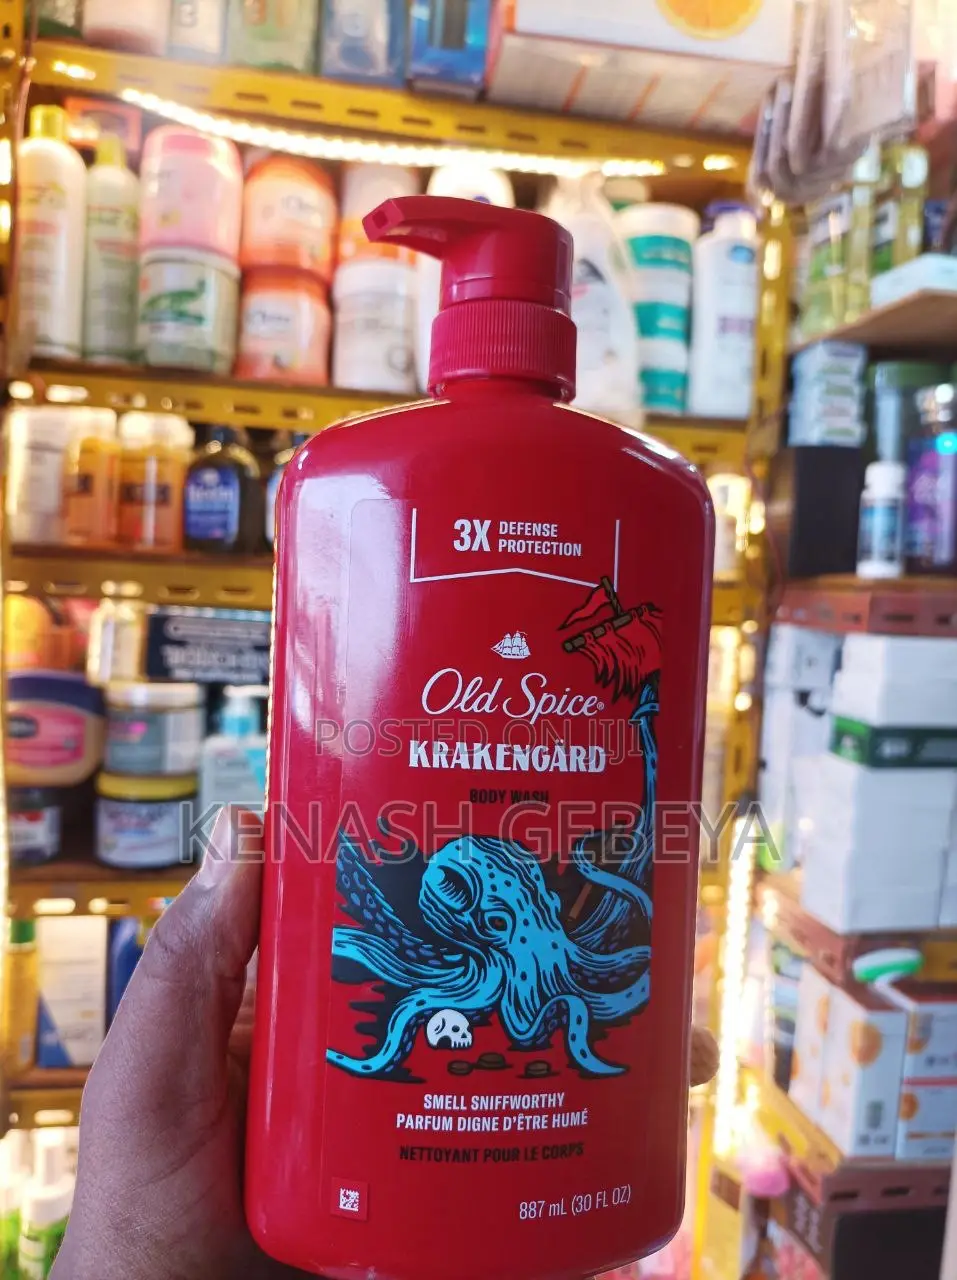 3X DEFENSE
PROTECTION
Old Spice®
POSTED ON JIJI
KRAKENGÄRD
BODY WASH
KENASH GEBEYA
SMELL SNIFFWORTHY
PARFUM DIGNE D'ÊTRE HUMÉ
NETTOYANT POUR LE CORPS
887 mL (30 FL OZ)